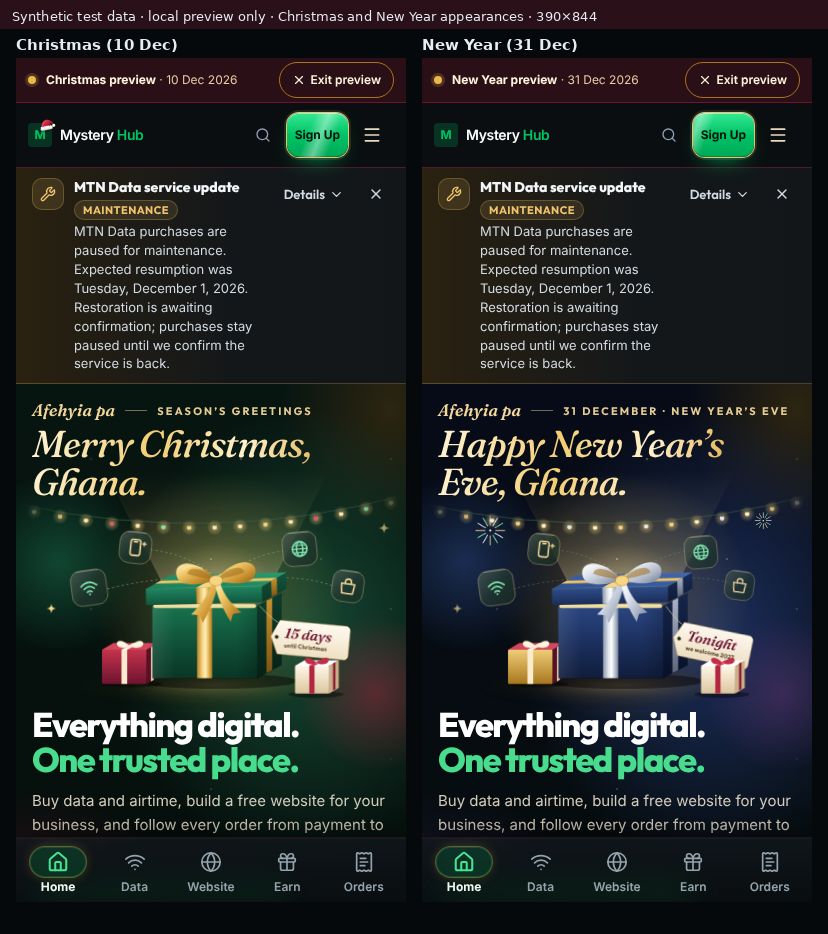 Synthetic test data · local preview only · Christmas and New Year appearances · 390×844
Christmas (10 Dec)
Christmas preview · 10 Dec 2026
Exit preview
M
Mystery Hub
Sign Up
MTN Data service update
Details
MAINTENANCE
MTN Data purchases are
paused for maintenance.
Expected resumption was
Tuesday, December 1, 2026.
Restoration is awaiting
confirmation; purchases stay
paused until we confirm the
service is back.
Afehyia pa
SEASON'S GREETINGS
Merry Christmas,
Ghana.
15 days
until Christmas
Everything digital.
One trusted place.
Buy data and airtime, build a free website for your
business, and follow every order from payment to
Home
Data
Website
Earn
Orders
New Year (31 Dec)
New Year preview · 31 Dec 2026
Exit preview
M
Mystery Hub
Sign Up
MTN Data service update
Details
MAINTENANCE
MTN Data purchases are
paused for maintenance.
Expected resumption was
Tuesday, December 1, 2026.
Restoration is awaiting
confirmation; purchases stay
paused until we confirm the
service is back.
Afehyia pa
31 DECEMBER · NEW YEAR'S EVE
Happy New Year’s
Eve, Ghana.
Tonight
we welcome
Everything digital.
One trusted place.
Buy data and airtime, build a free website for your
business, and follow every order from payment to
Home
Data
Website
Earn
Orders